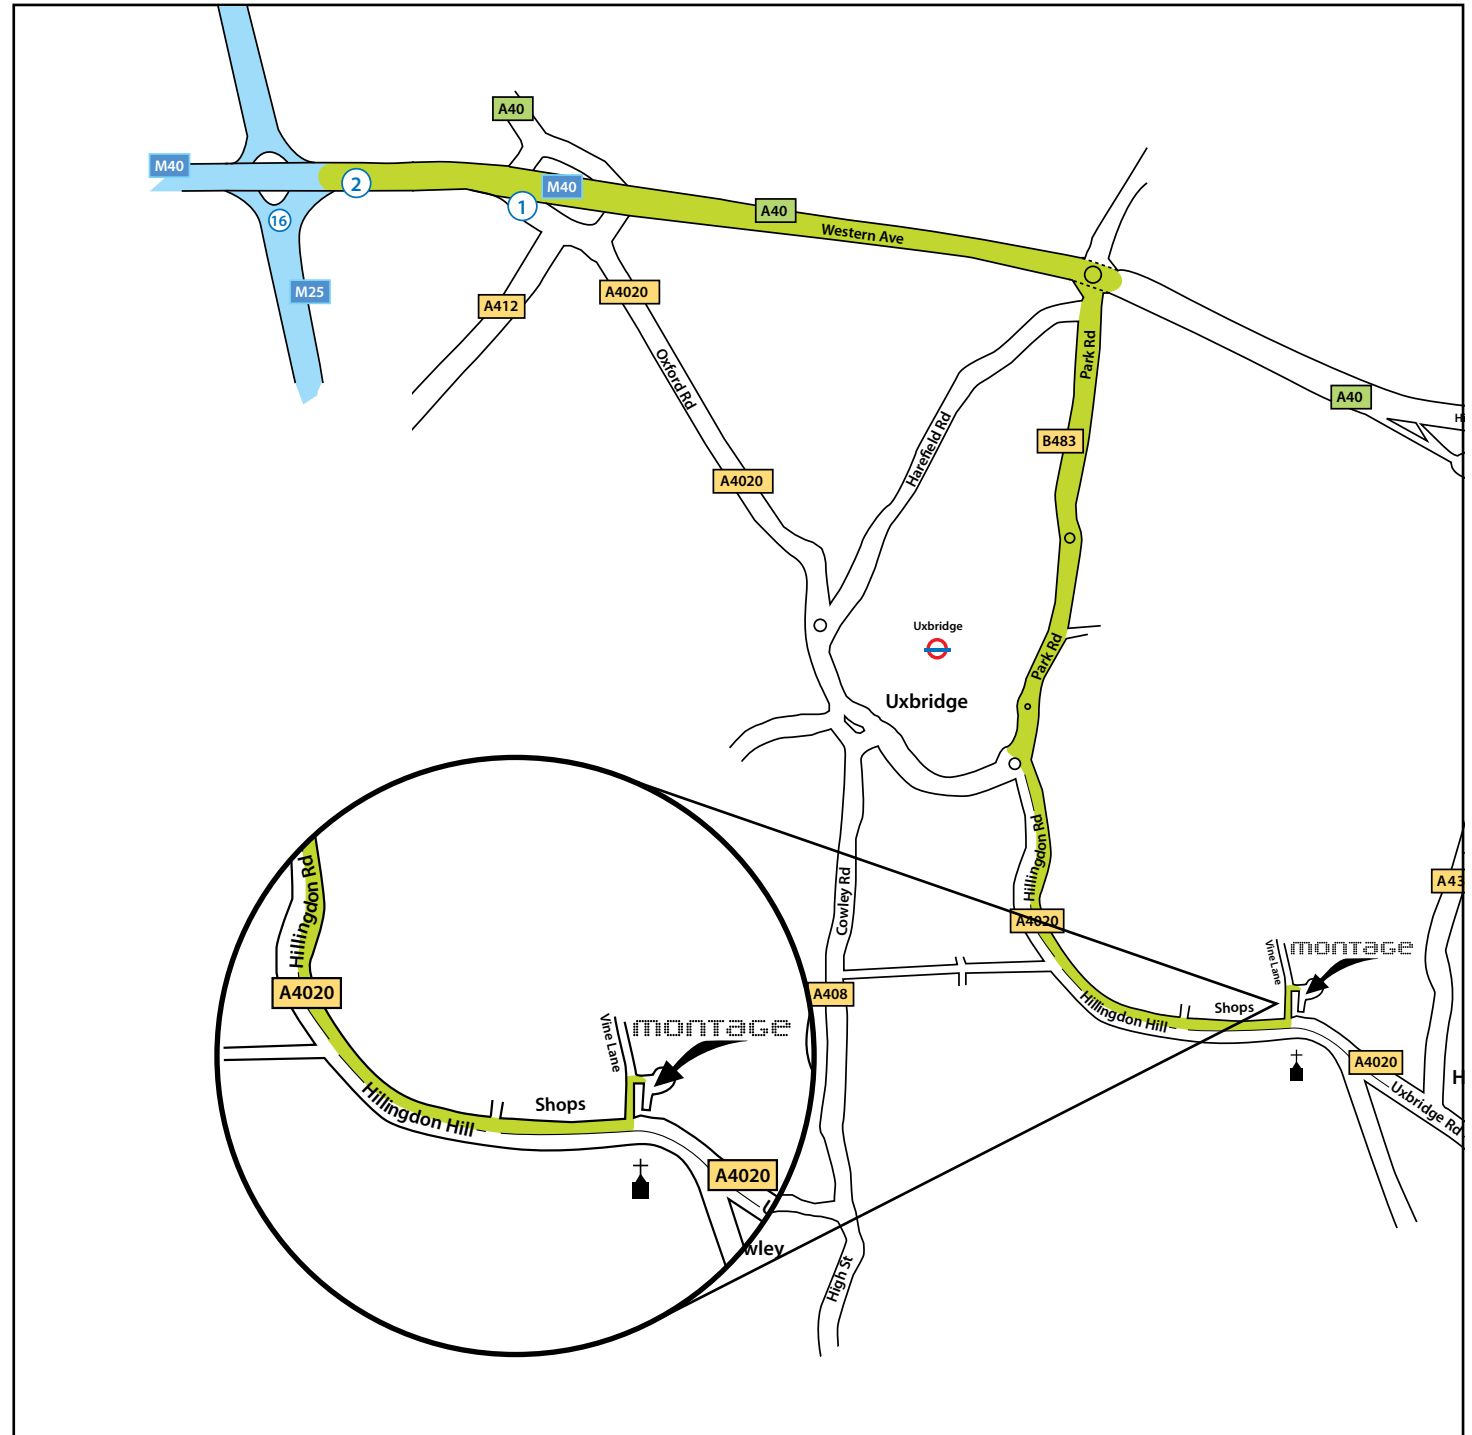 A40
M40
2
M40
1
A40
16
Western Ave
M25
A4020
A412
Park Rd
Oxford Rd
A40
Harefield Rd
B483
A4020
Uxbridge
Park Rd
Uxbridge
Hillingdon Rd
Hillingdon Rd
Cowley Rd
A43
A4020
Vine Lane
montage
A4020
A408
Shops
Hillingdon Hill
Vine Lane
montage
A4020
Shops
Hillingdon Hill
Uxbridge Rd
H
A4020
wley
High St